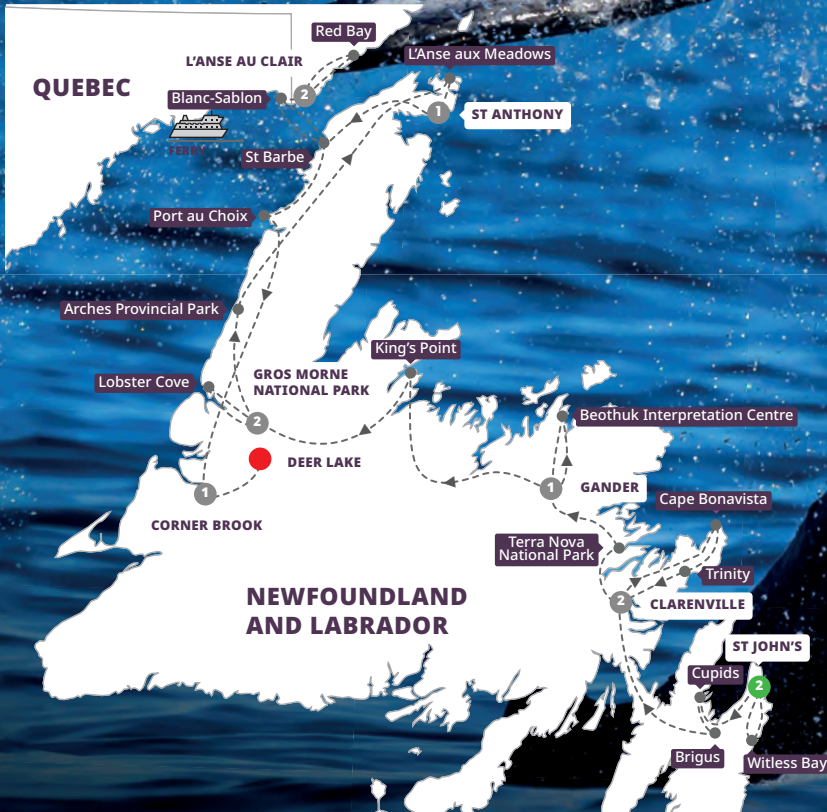 Red Bay
L'ANSE AU CLAIR
L'Anse aux Meadows
QUEBEC
Blanc-Sablon
2
1
ST ANTHONY
FERRY
St Barbe
Port au Choix
Arches Provincial Park
King's Point
GROS MORNE
NATIONAL PARK
Lobster Cove
Beothuk Interpretation Centre
2
DEER LAKE
1
GANDER
1
Cape Bonavista
CORNER BROOK
Terra Nova
National Park
Trinity
NEWFOUNDLAND
AND LABRADOR
2
CLARENVILLE
ST JOHN'S
Cupids
2
Brigus
Witless Bay